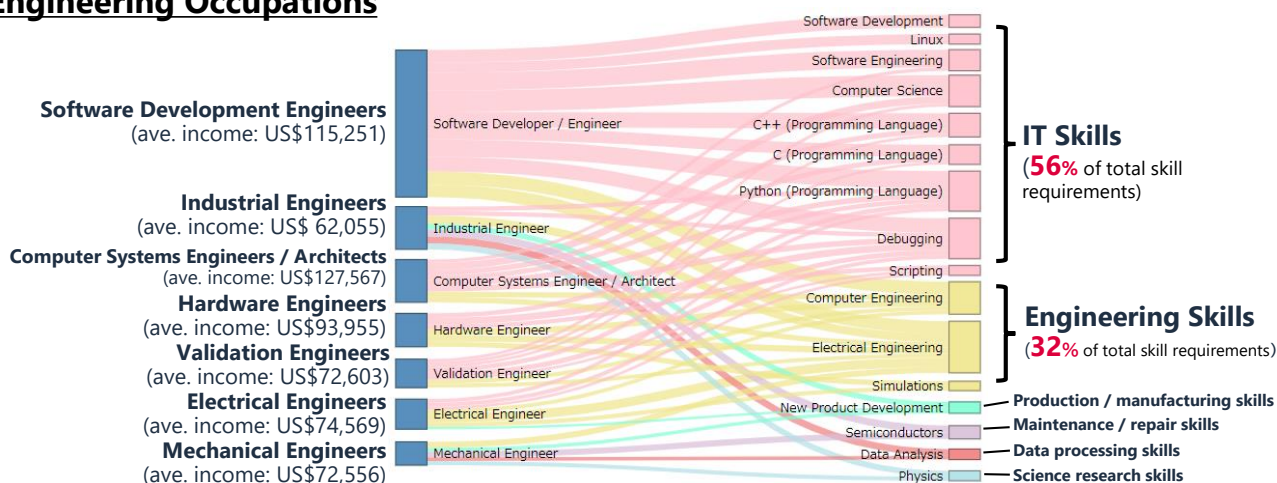 Engineering Occupations
Software Development Engineers
(ave. income: US$115,251)
Industrial Engineers
(ave. income: US$ 62,055)
Computer Systems Engineers / Architects
(ave. income: US$127,567)
Hardware Engineers
(ave. income: US$93,955)
Validation Engineers
(ave. income: US$72,603)
Electrical Engineers
(ave. income: US$74,569)
Mechanical Engineers
(ave. income: US$72,556)
Software Developer / Engineer
Industrial Engineer
Computer Systems Engineer / Architect
Hardware Engineer
Validation Engineer
Electrical Engineer
Mechanical Engineer
Software Development
Linux
Software Engineering
Computer Science
C++ (Programming Language)
C (Programming Language)
Python (Programming Language)
Debugging
Scripting
Computer Engineering
Electrical Engineering
Simulations
New Product Development
Semiconductors
Data Analysis
Physics
IT Skills
(56% of total skill
requirements)
Engineering Skills
(32% of total skill requirements)
Production / manufacturing skills
Maintenance / repair skills
Data processing skills
Science research skills